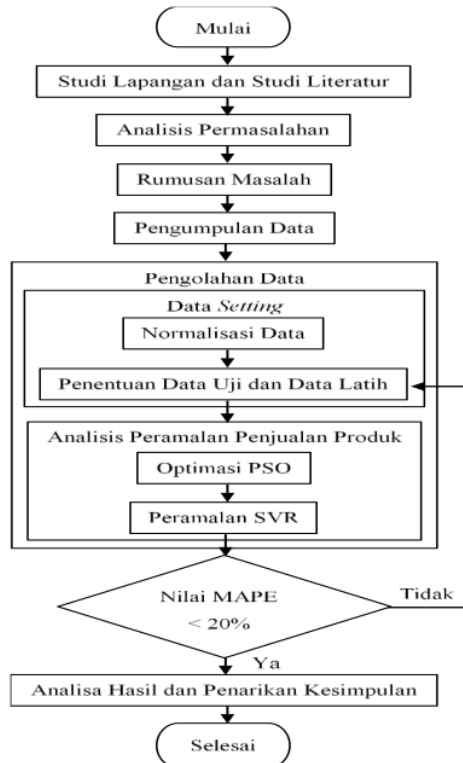 Mulai
Studi Lapangan dan Studi Literatur
Analisis Permasalahan
Rumusan Masalah
Pengumpulan Data
Pengolahan Data
Data Setting
Normalisasi Data
Penentuan Data Uji dan Data Latih
Analisis Peramalan Penjualan Produk
Optimasi PSO
Peramalan SVR
Nilai MAPE
< 20%
Tidak
Ya
Analisa Hasil dan Penarikan Kesimpulan
Selesai